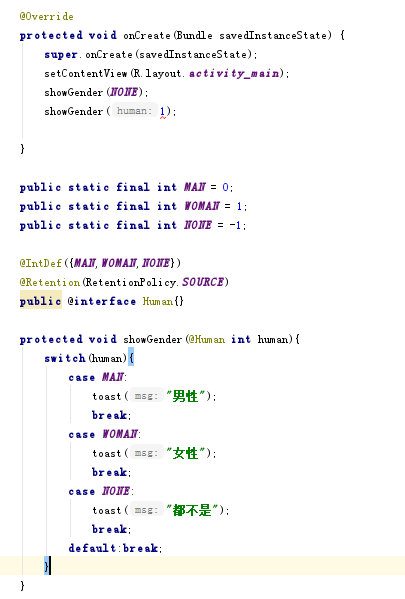 @Override
protected void onCreate(Bundle savedInstanceState) {
super.onCreate(savedInstanceState);
setContentView(R.layout.activity_main);
showGender(NONE);
showGender( human: 1);
}
public static final int MAN = 0;
public static final int WOMAN = 1;
public static final int NONE = -1;
@IntDef({MAN,WOMAN,NONE})
@Retention(RetentionPolicy.SOURCE)
public @interface Human{}
protected void showGender(@Human int human){
switch(human){
case MAN:
toast( msg: "男性");
break;
case WOMAN:
toast( msg: "女性");
break;
case NONE:
toast( msg: "都不是");
break;
default:break;
}
}